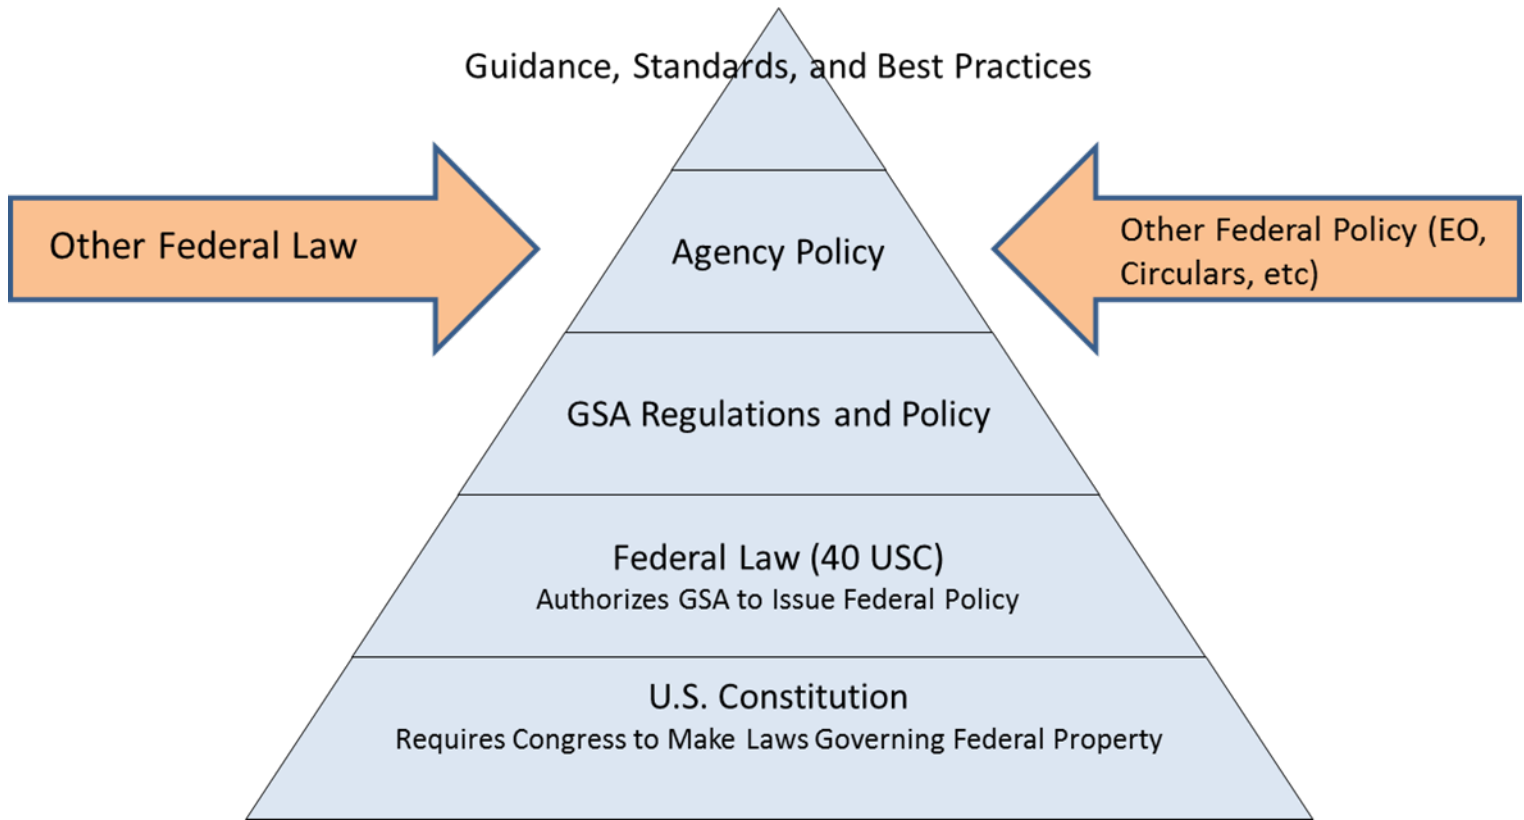 Guidance, Standards, and Best Practices
Other Federal Law
Other Federal Policy (EO,
Circulars, etc)
Agency Policy
GSA Regulations and Policy
Federal Law (40 USC)
Authorizes GSA to Issue Federal Policy
U.S. Constitution
Requires Congress to Make Laws Governing Federal Property